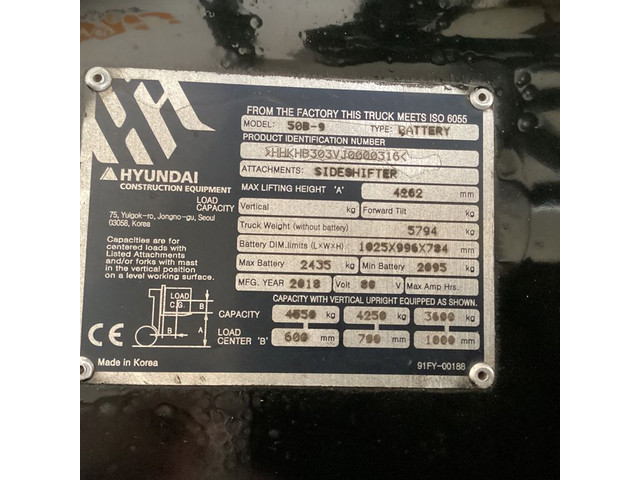 FROM THE FACTORY THIS TRUCK MEETS ISO 6055
MODEL: 50B-9 TYPE: BATTERY
PRODUCT IDENTIFICATION NUMBER
>HHKHB303VJ0000316<
ATTACHMENTS: SIDESHIFTER
MAX LIFTING HEIGHT 'A' 4262 mm
HYUNDAI
CONSTRUCTION EQUIPMENT
75, Yulgok-ro, Jongno-gu, Seoul
03058, Korea
LOAD CAPACITY Vertical kg Forward Tilt kg
Truck Weight (without battery) 5794 kg
Battery DIM.limits (L×W×H) 1025X996X784 mm
Max Battery 2435 kg Min Battery 2095 kg
MFG. YEAR 2018 Volt 80 V Max Amp Hrs.
Capacities are for
centered loads with
Listed Attachments
and/or forks with mast
in the vertical position
on a level working surface.
CAPACITY WITH VERTICAL UPRIGHT EQUIPPED AS SHOWN.
CAPACITY 4550 kg 4250 kg 3600 kg
LOAD CENTER 'B' 600 mm 700 mm 1000 mm
LOAD
C.G.
B
B
A
CE
Made in Korea
91FY-00188